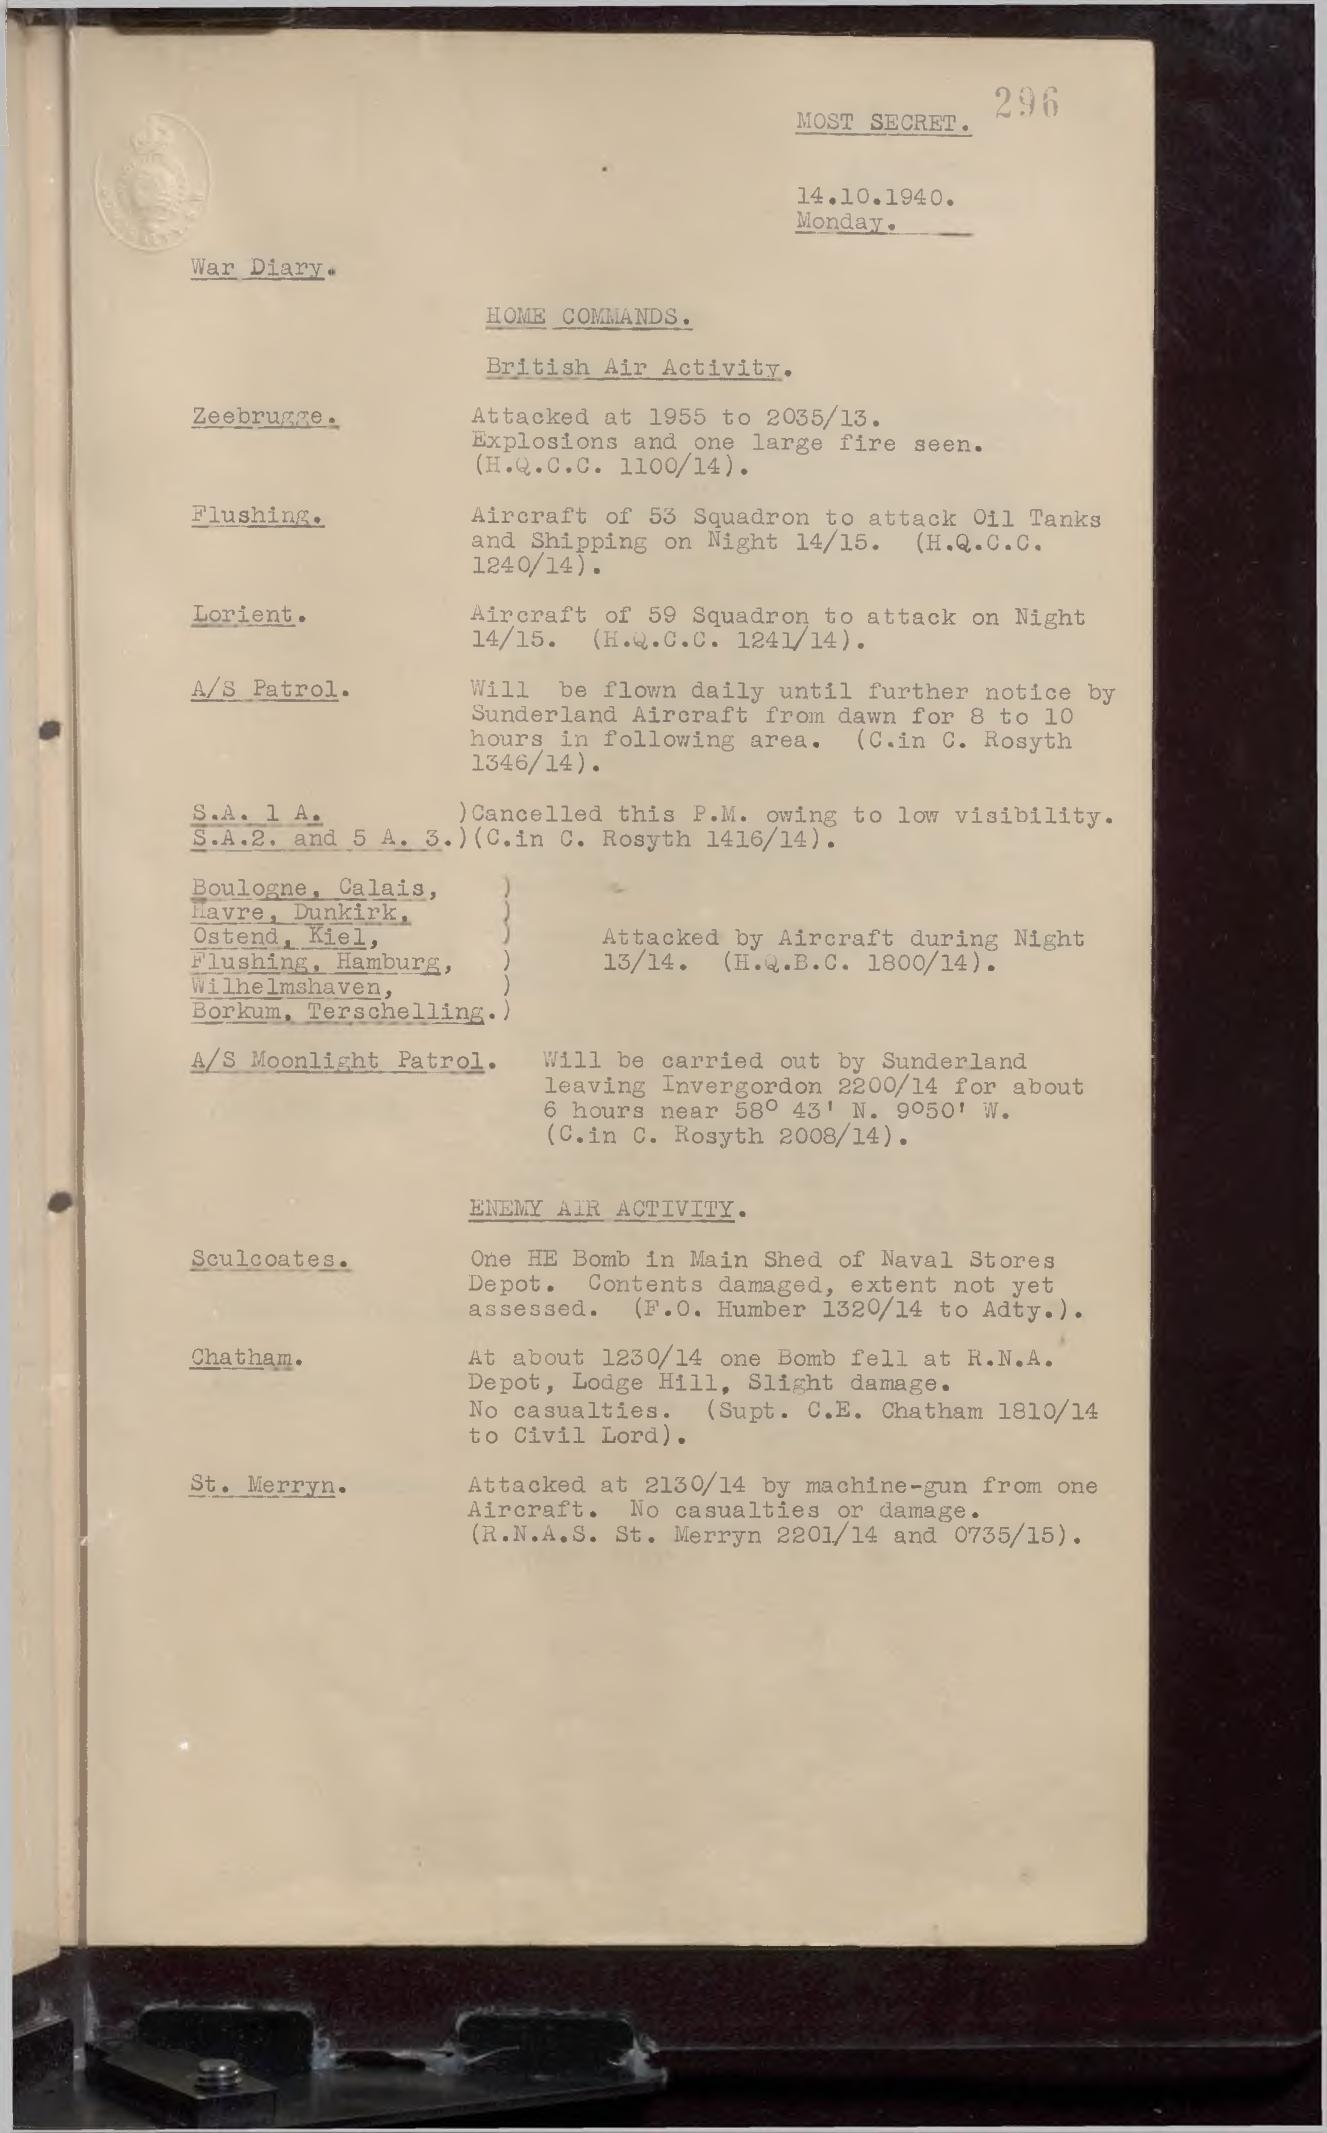 296
MOST SECRET.
14.10.1940.
Monday.
War Diary.
HOME COMMANDS.
British Air Activity.
Zeebrugge. Attacked at 1955 to 2035/13.
Explosions and one large fire seen.
(H.Q.C.C. 1100/14).
Flushing. Aircraft of 53 Squadron to attack Oil Tanks
and Shipping on Night 14/15. (H.Q.C.C.
1240/14).
Lorient. Aircraft of 59 Squadron to attack on Night
14/15. (H.Q.C.C. 1241/14).
A/S Patrol. Will be flown daily until further notice by
Sunderland Aircraft from dawn for 8 to 10
hours in following area. (C.in C. Rosyth
1346/14).
S.A. 1 A. )Cancelled this P.M. owing to low visibility.
S.A.2. and 5 A. 3.)(C.in C. Rosyth 1416/14).
Boulogne, Calais, )
Havre, Dunkirk, )
Ostend, Kiel, ) Attacked by Aircraft during Night
Flushing, Hamburg, ) 13/14. (H.Q.B.C. 1800/14).
Wilhelmshaven, )
Borkum, Terschelling.)
A/S Moonlight Patrol. Will be carried out by Sunderland
leaving Invergordon 2200/14 for about
6 hours near 58° 43' N. 9°50' W.
(C.in C. Rosyth 2008/14).
ENEMY AIR ACTIVITY.
Sculcoates. One HE Bomb in Main Shed of Naval Stores
Depot. Contents damaged, extent not yet
assessed. (F.O. Humber 1320/14 to Adty.).
Chatham. At about 1230/14 one Bomb fell at R.N.A.
Depot, Lodge Hill, Slight damage.
No casualties. (Supt. C.E. Chatham 1810/14
to Civil Lord).
St. Merryn. Attacked at 2130/14 by machine-gun from one
Aircraft. No casualties or damage.
(R.N.A.S. St. Merryn 2201/14 and 0735/15).